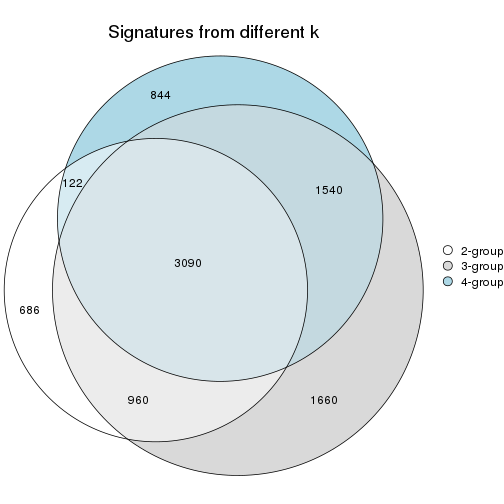 Signatures from different k
844
122
1540
3090
686
960
1660
2-group
3-group
4-group